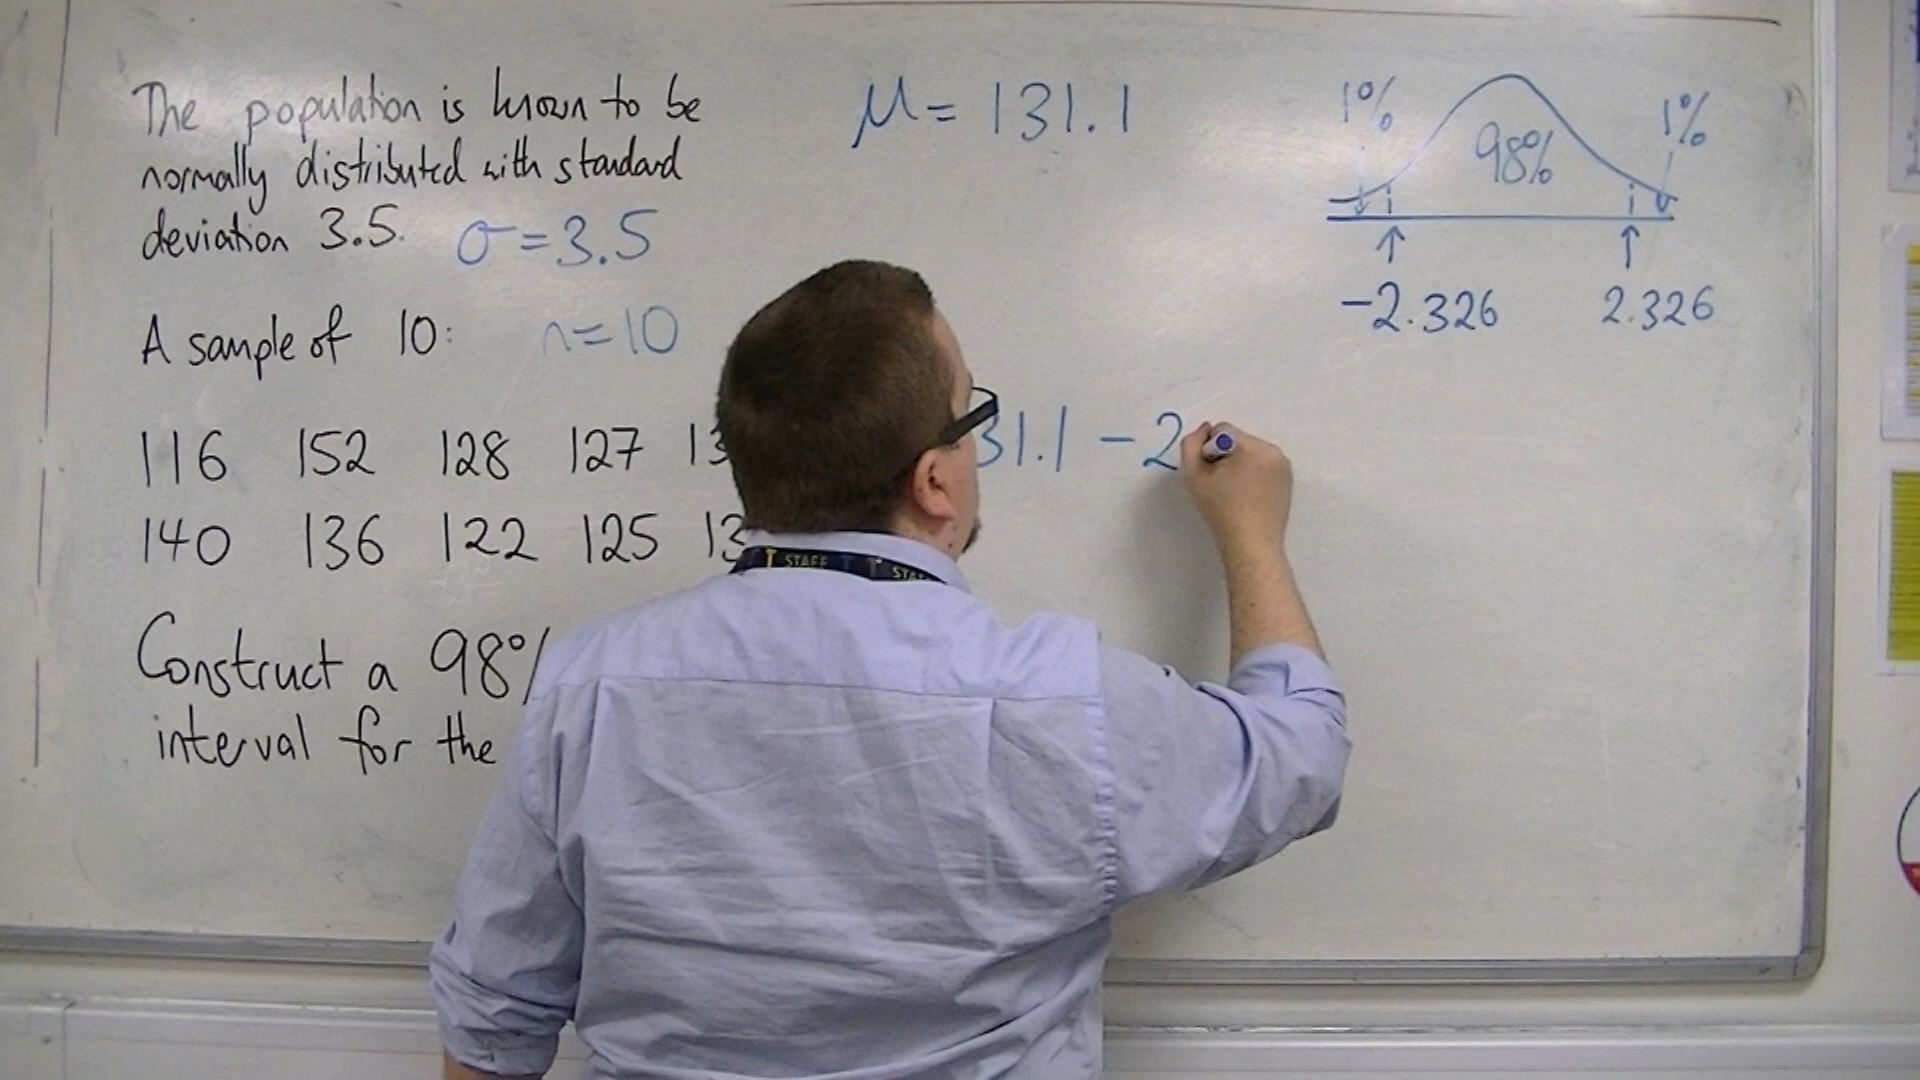 The population is known to be
normally distributed with standard
deviation 3.5. σ = 3.5
A sample of 10: n = 10
116 152 128 127 13
140 136 122 125 13
Construct a 98%
interval for the
μ = 131.1
1% 98% 1%
-2.326 2.326
31.1 - 2
STAFF
STAF